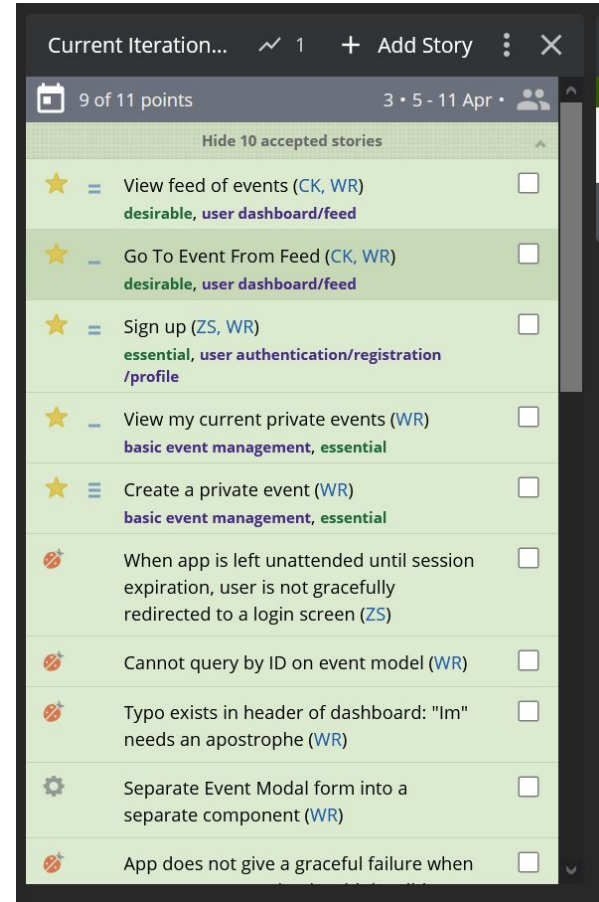 Current Iteration... 1 + Add Story
9 of 11 points 3 • 5 - 11 Apr •
Hide 10 accepted stories
View feed of events (CK, WR)
desirable, user dashboard/feed
Go To Event From Feed (CK, WR)
desirable, user dashboard/feed
Sign up (ZS, WR)
essential, user authentication/registration
/profile
View my current private events (WR)
basic event management, essential
Create a private event (WR)
basic event management, essential
When app is left unattended until session
expiration, user is not gracefully
redirected to a login screen (ZS)
Cannot query by ID on event model (WR)
Typo exists in header of dashboard: "Im"
needs an apostrophe (WR)
Separate Event Modal form into a
separate component (WR)
App does not give a graceful failure when